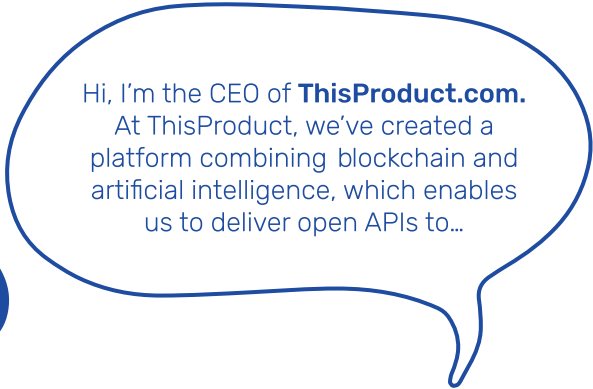 Hi, I’m the CEO of ThisProduct.com.
At ThisProduct, we’ve created a
platform combining blockchain and
artificial intelligence, which enables
us to deliver open APIs to…